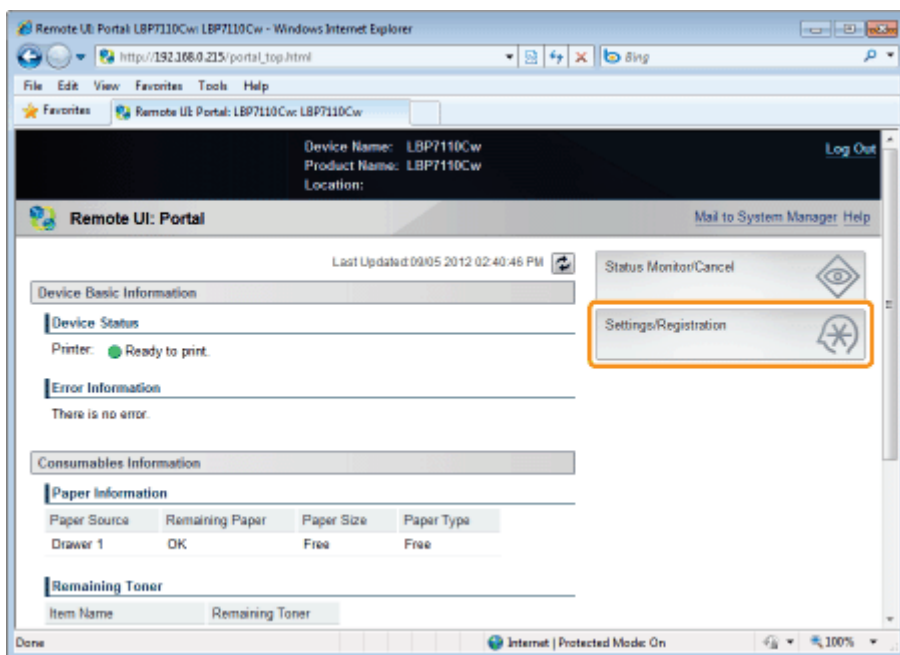 Remote UI: Portal: LBP7110Cw: LBP7110Cw - Windows Internet Explorer
http://192.168.0.215/portal_top.html
Bing
File Edit View Favorites Tools Help
Favorites Remote UI: Portal: LBP7110Cw: LBP7110Cw
Device Name: LBP7110Cw
Product Name: LBP7110Cw
Location:
Log Out
Remote UI: Portal
Mail to System Manager Help
Last Updated:09/05 2012 02:40:46 PM
Status Monitor/Cancel
Device Basic Information
Settings/Registration
Device Status
Printer: Ready to print.
Error Information
There is no error.
Consumables Information
Paper Information
Paper Source Remaining Paper Paper Size Paper Type
Drawer 1 OK Free Free
Remaining Toner
Item Name Remaining Toner
Done Internet | Protected Mode: On 100%